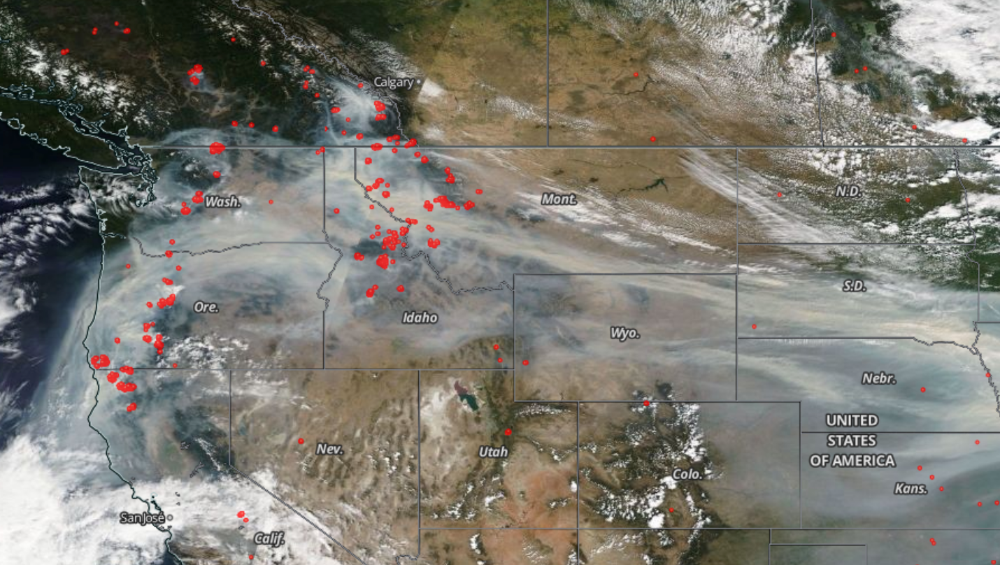 Calgary
Wash.
Mont.
N.D.
Ore.
Idaho
Wyo.
S.D.
Nebr.
UNITED
STATES
OF AMERICA
Nev.
Utah
Colo.
Kans.
San José
Calif.